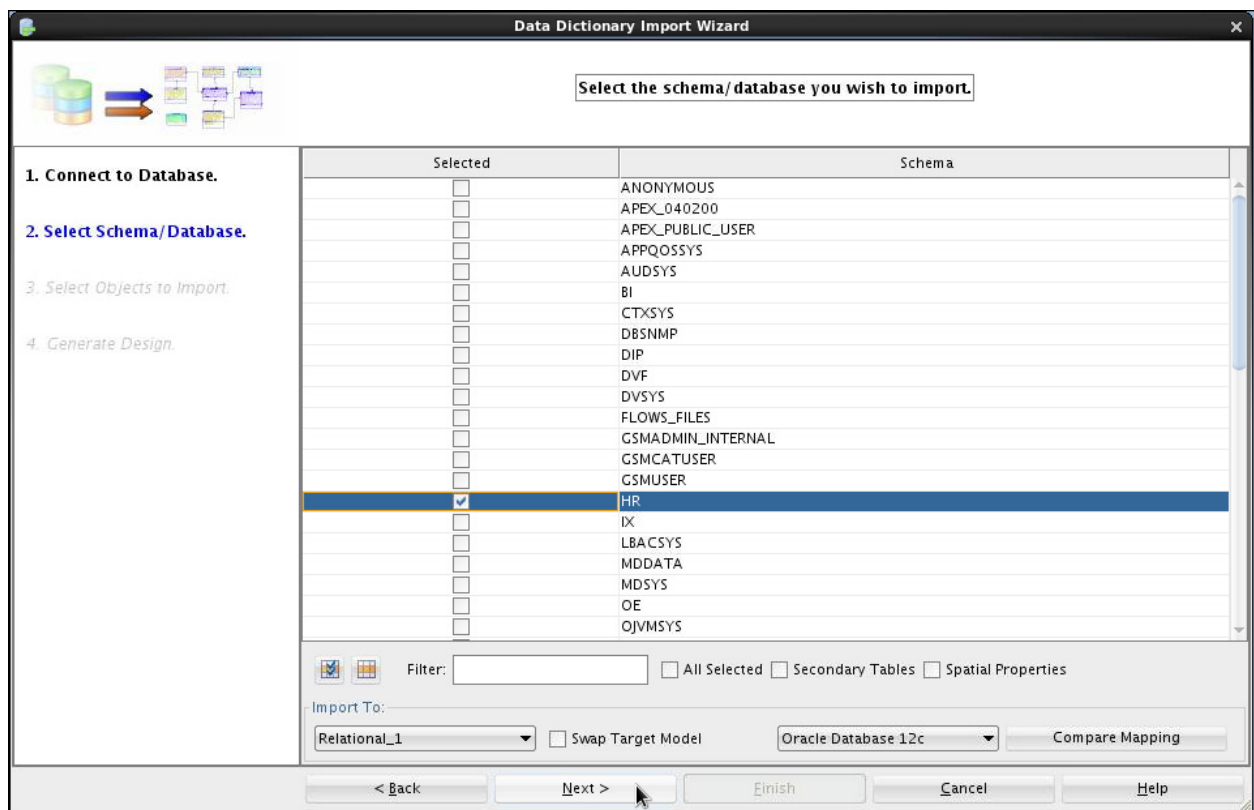 Data Dictionary Import Wizard
Select the schema/database you wish to import.
1. Connect to Database.
2. Select Schema/Database.
3. Select Objects to Import.
4. Generate Design.
Selected Schema
ANONYMOUS
APEX_040200
APEX_PUBLIC_USER
APPQOSSYS
AUDSYS
BI
CTXSYS
DBSNMP
DIP
DVF
DVSYS
FLOWS_FILES
GSMADMIN_INTERNAL
GSMCATUSER
GSMUSER
HR
IX
LBACSYS
MDDATA
MDSYS
OE
OJVMSYS
Filter: All Selected Secondary Tables Spatial Properties
Import To:
Relational_1 Swap Target Model Oracle Database 12c Compare Mapping
< Back Next > Finish Cancel Help